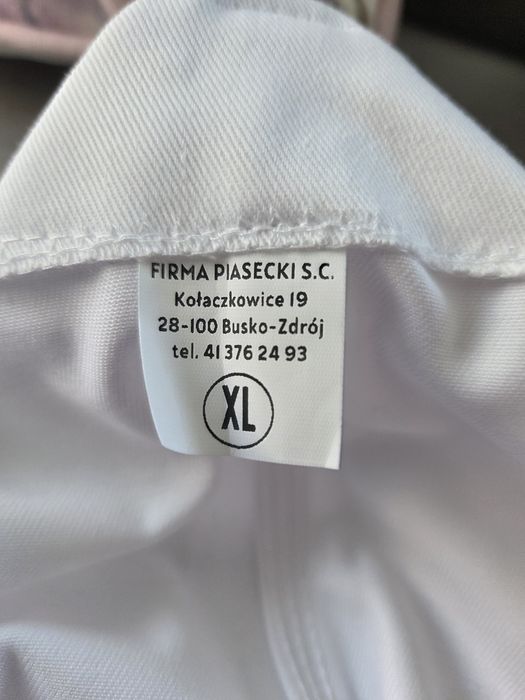 FIRMA PIASECKI S.C.
Kołaczkowice 19
28-100 Busko-Zdrój
tel. 41 376 24 93
XL